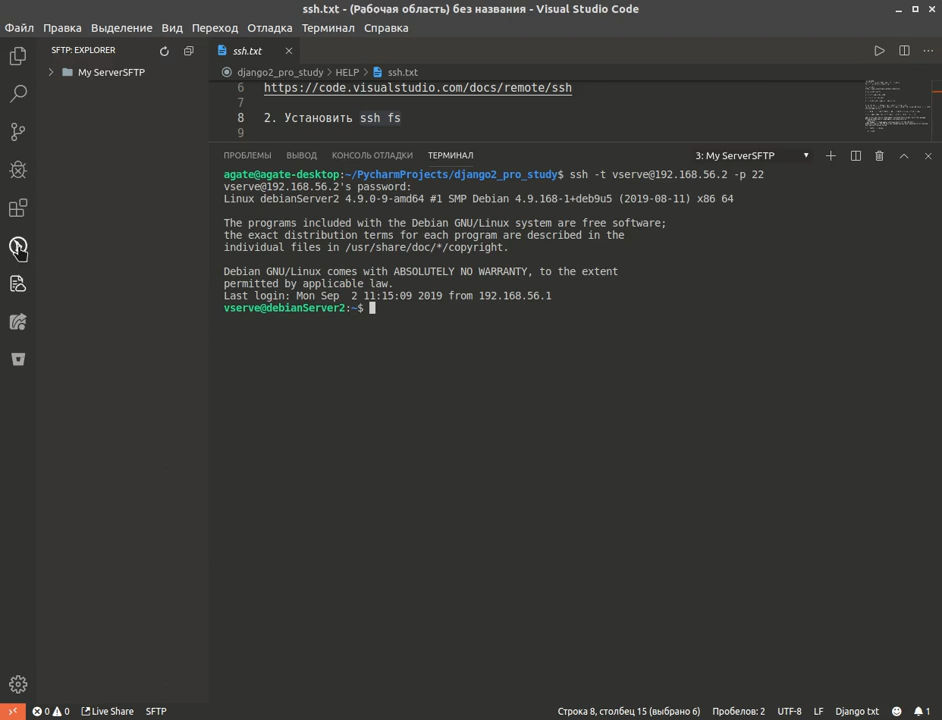 ssh.txt - (Рабочая область) без названия - Visual Studio Code
Файл Правка Выделение Вид Переход Отладка Терминал Справка
SFTP: EXPLORER
ssh.txt
My ServerSFTP
django2_pro_study > HELP > ssh.txt
6 https://code.visualstudio.com/docs/remote/ssh
7
8 2. Установить ssh fs
9
ПРОБЛЕМЫ ВЫВОД КОНСОЛЬ ОТЛАДКИ ТЕРМИНАЛ 3: My ServerSFTP
agate@agate-desktop:~/PycharmProjects/django2_pro_study$ ssh -t vserve@192.168.56.2 -p 22
vserve@192.168.56.2's password:
Linux debianServer2 4.9.0-9-amd64 #1 SMP Debian 4.9.168-1+deb9u5 (2019-08-11) x86 64
The programs included with the Debian GNU/Linux system are free software;
the exact distribution terms for each program are described in the
individual files in /usr/share/doc/*/copyright.
Debian GNU/Linux comes with ABSOLUTELY NO WARRANTY, to the extent
permitted by applicable law.
Last login: Mon Sep  2 11:15:09 2019 from 192.168.56.1
vserve@debianServer2:~$
0 0 Live Share SFTP Строка 8, столбец 15 (выбрано 6) Пробелов: 2 UTF-8 LF Django txt 1